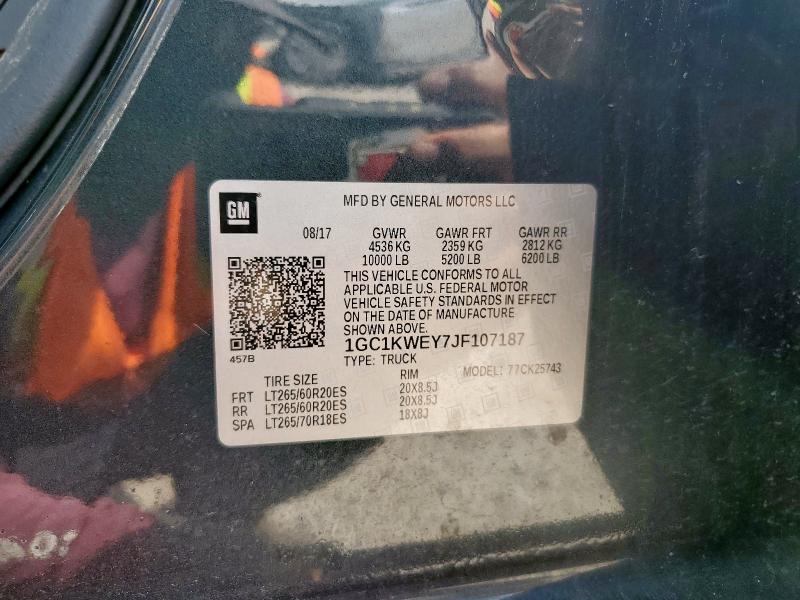 GM
MFD BY GENERAL MOTORS LLC
08/17
GVWR GAWR FRT GAWR RR
4536 KG 2359 KG 2812 KG
10000 LB 5200 LB 6200 LB
THIS VEHICLE CONFORMS TO ALL
APPLICABLE U.S. FEDERAL MOTOR
VEHICLE SAFETY STANDARDS IN EFFECT
ON THE DATE OF MANUFACTURE
SHOWN ABOVE.
457B
1GC1KWEY7JF107187
TYPE: TRUCK
MODEL: 77CK25743
TIRE SIZE RIM
FRT LT265/60R20ES 20X8.5J
RR LT265/60R20ES 20X8.5J
SPA LT265/70R18ES 18X8J